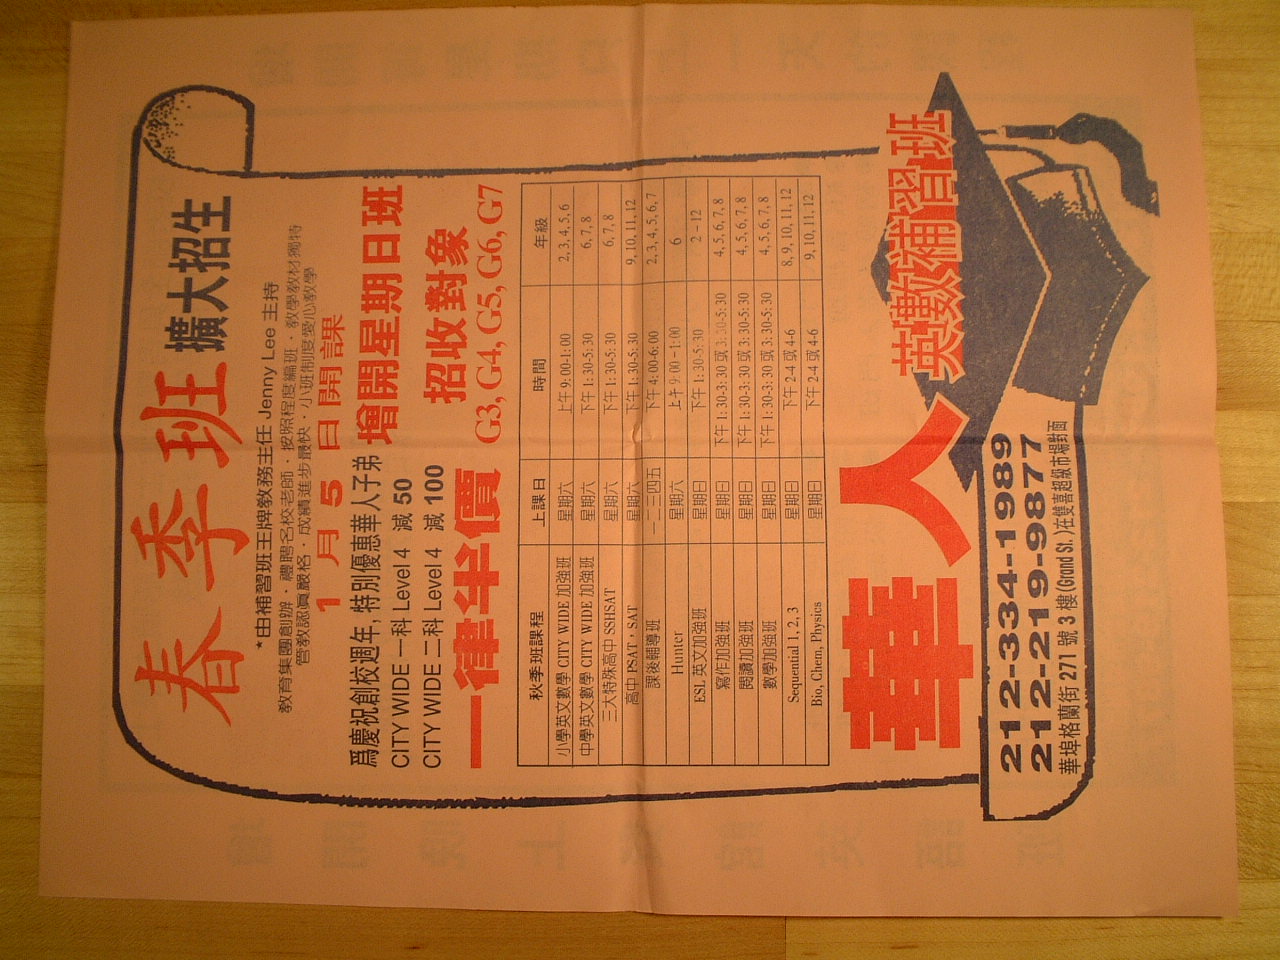 春季班 擴大招生
*由補習班王牌教務主任 Jenny Lee 主持
教育集團創辦．禮聘名校老師．按照程度編班．教學教材獨特
管教認真嚴格．成績進步最快．小班制度愛心教學
1 月 5 日開課
爲慶祝創校週年, 特別優惠華人子弟
CITY WIDE 一科 Level 4 減 50
CITY WIDE 二科 Level 4 減 100
一律半價
增開星期日班
招收對象
G3, G4, G5, G6, G7
秋季班課程 上課日 時間 年級
小學英文數學 CITY WIDE 加強班 星期六 上午 9:00-1:00 2, 3, 4, 5, 6
中學英文數學 CITY WIDE 加強班 星期六 下午 1:30-5:30 6, 7, 8
三大特殊高中 SSHSAT 星期六 下午 1:30-5:30 6, 7, 8
高中 PSAT，SAT 星期六 下午 1:30-5:30 9, 10, 11, 12
課後輔導班 一二三四五 下午 4:00-6:00 2, 3, 4, 5, 6, 7
Hunter 星期六 上午 9:00-1:00 6
ESL 英文加強班 星期日 下午 1:30-5:30 2-12
寫作加強班 星期日 下午 1:30-3:30 或 3:30-5:30 4, 5, 6, 7, 8
閱讀加強班 星期日 下午 1:30-3:30 或 3:30-5:30 4, 5, 6, 7, 8
數學加強班 星期日 下午 1:30-3:30 或 3:30-5:30 4, 5, 6, 7, 8
Sequential 1, 2, 3 星期日 下午 2-4 或 4-6 8, 9, 10, 11, 12
Bio, Chem, Physics 星期日 下午 2-4 或 4-6 9, 10, 11, 12
華人英數補習班
212-334-1989
212-219-9877
華埠格蘭街 271 號 3 樓(Grand St. )在雙喜超級市場對面